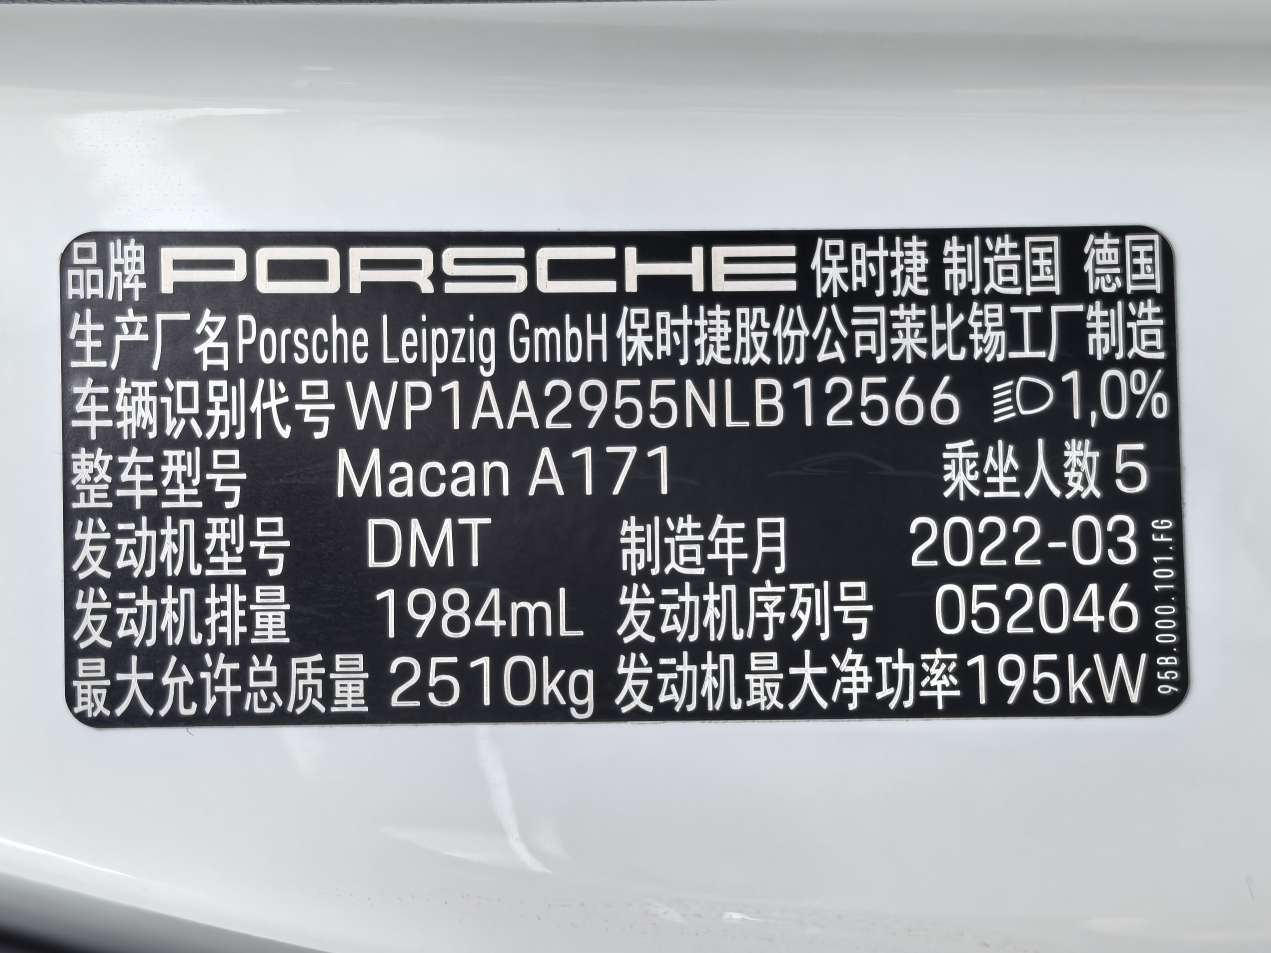 品牌 PORSCHE 保时捷 制造国 德国
生产厂名Porsche Leipzig GmbH 保时捷股份公司莱比锡工厂制造
车辆识别代号 WP1AA2955NLB12566 1,0%
整车型号 Macan A171 乘坐人数 5
发动机型号 DMT 制造年月 2022-03
发动机排量 1984mL 发动机序列号 052046
最大允许总质量 2510kg 发动机最大净功率195kW
95B.000.101.FG